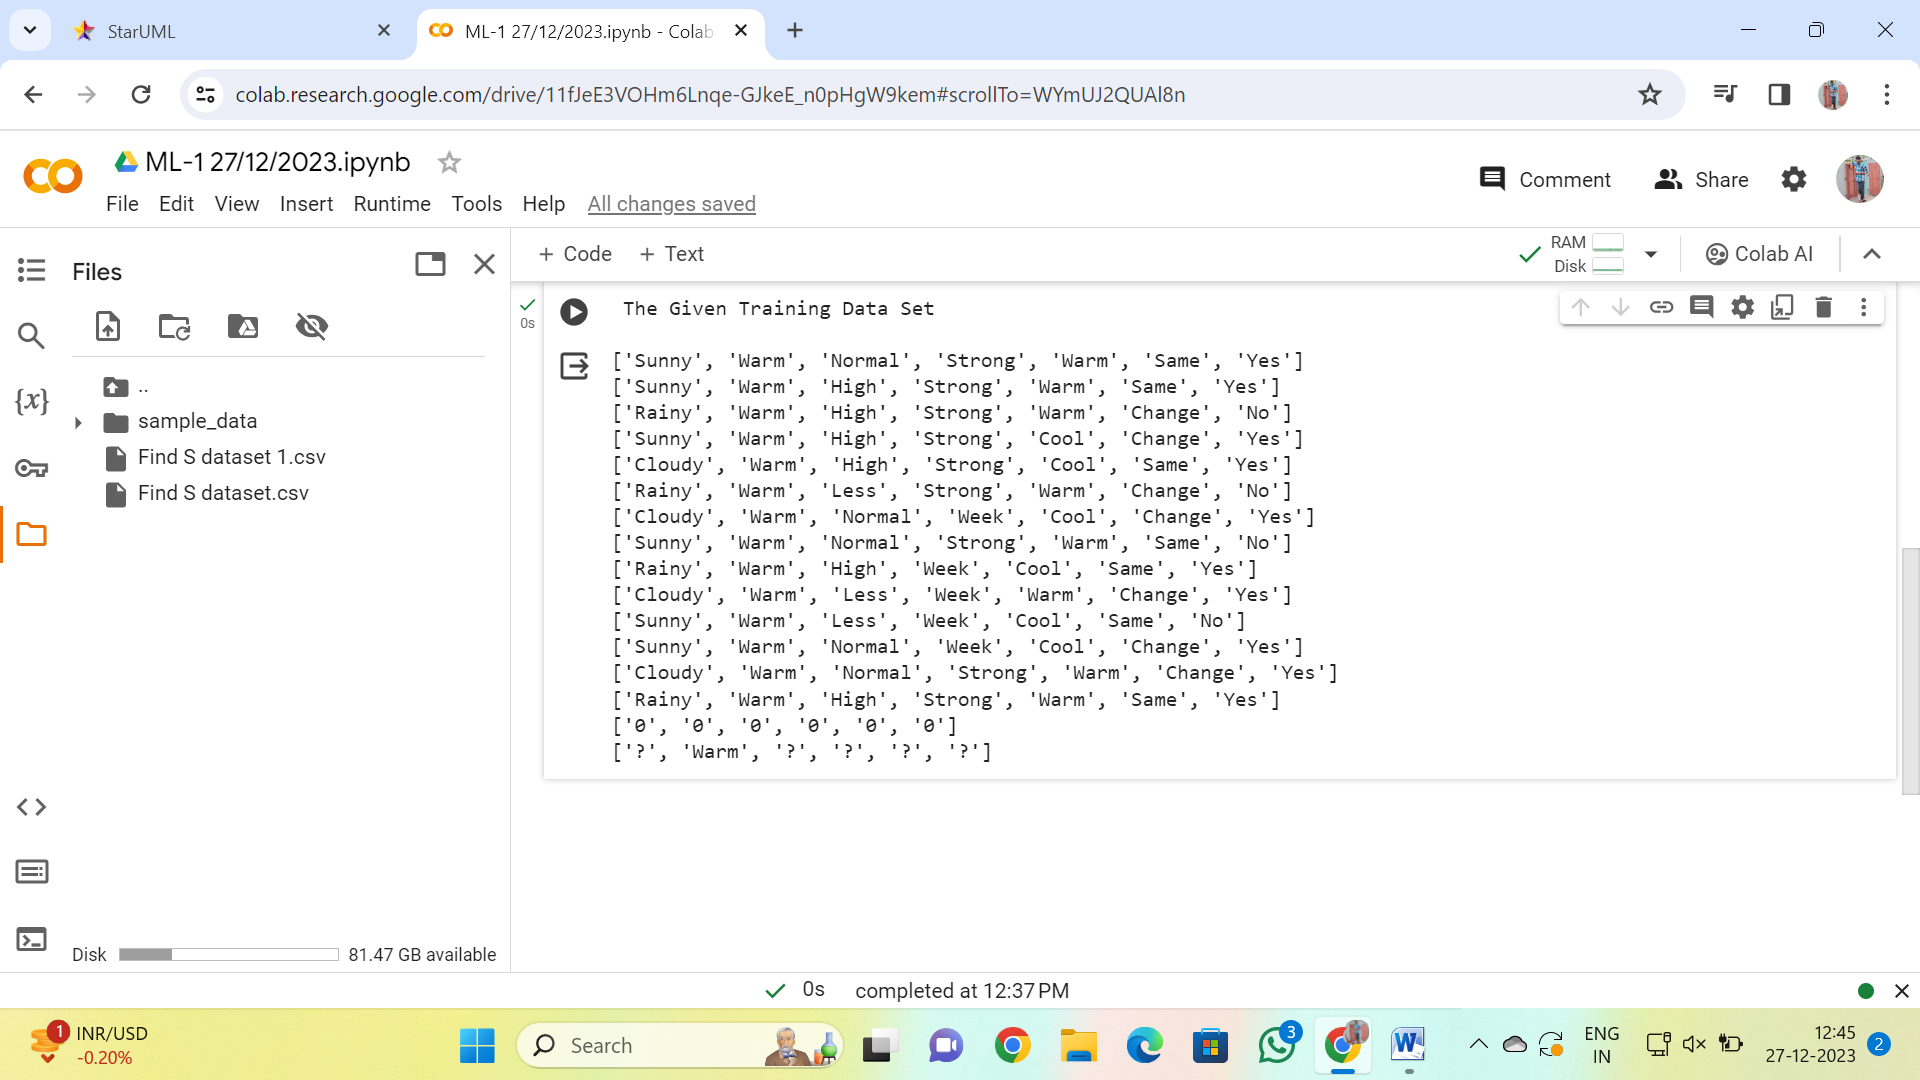 StarUML
ML-1 27/12/2023.ipynb - Colab
colab.research.google.com/drive/11fJeE3VOHm6Lnqe-GJkeE_n0pHgW9kem#scrollTo=WYmUJ2QUAl8n
ML-1 27/12/2023.ipynb
Comment
Share
File Edit View Insert Runtime Tools Help All changes saved
Files
+ Code + Text
RAM
Disk
Colab AI
0s
The Given Training Data Set
['Sunny', 'Warm', 'Normal', 'Strong', 'Warm', 'Same', 'Yes']
['Sunny', 'Warm', 'High', 'Strong', 'Warm', 'Same', 'Yes']
['Rainy', 'Warm', 'High', 'Strong', 'Warm', 'Change', 'No']
['Sunny', 'Warm', 'High', 'Strong', 'Cool', 'Change', 'Yes']
['Cloudy', 'Warm', 'High', 'Strong', 'Cool', 'Same', 'Yes']
['Rainy', 'Warm', 'Less', 'Strong', 'Warm', 'Change', 'No']
['Cloudy', 'Warm', 'Normal', 'Week', 'Cool', 'Change', 'Yes']
['Sunny', 'Warm', 'Normal', 'Strong', 'Warm', 'Same', 'No']
['Rainy', 'Warm', 'High', 'Week', 'Cool', 'Same', 'Yes']
['Cloudy', 'Warm', 'Less', 'Week', 'Warm', 'Change', 'Yes']
['Sunny', 'Warm', 'Less', 'Week', 'Cool', 'Same', 'No']
['Sunny', 'Warm', 'Normal', 'Week', 'Cool', 'Change', 'Yes']
['Cloudy', 'Warm', 'Normal', 'Strong', 'Warm', 'Change', 'Yes']
['Rainy', 'Warm', 'High', 'Strong', 'Warm', 'Same', 'Yes']
['0', '0', '0', '0', '0', '0']
['?', 'Warm', '?', '?', '?', '?']
{x}
..
sample_data
Find S dataset 1.csv
Find S dataset.csv
Disk
81.47 GB available
0s completed at 12:37 PM
1
INR/USD
-0.20%
Search
3
W
ENG
IN
12:45
27-12-2023
2